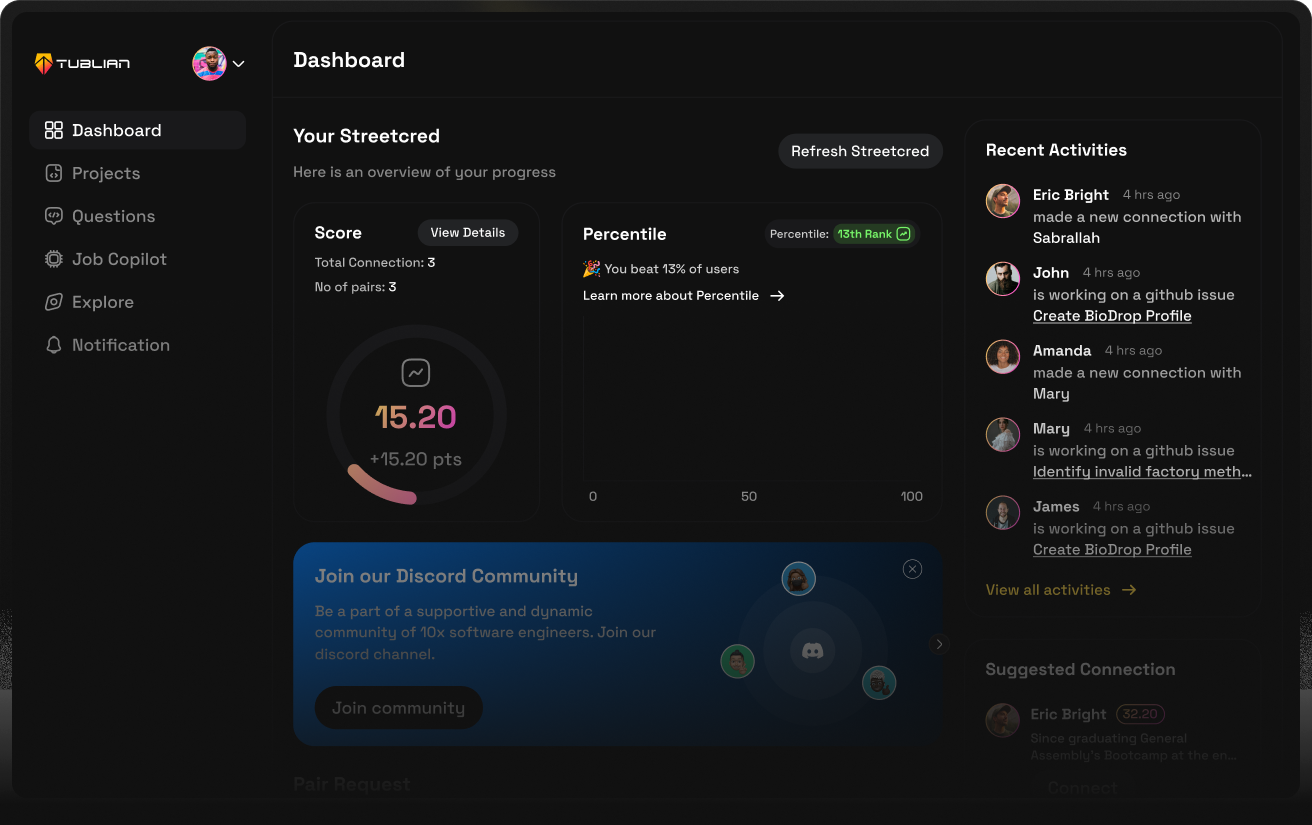 TUBLIAN
Dashboard
Projects
Questions
Job Copilot
Explore
Notification
Dashboard
Your Streetcred
Here is an overview of your progress
Refresh Streetcred
Score
View Details
Total Connection: 3
No of pairs: 3
15.20
+15.20 pts
Percentile
Percentile: 13th Rank
🎉 You beat 13% of users
Learn more about Percentile →
0 50 100
Join our Discord Community
Be a part of a supportive and dynamic
community of 10x software engineers. Join our
discord channel.
Join community
Pair Request
Recent Activities
Eric Bright 4 hrs ago
made a new connection with
Sabrallah
John 4 hrs ago
is working on a github issue
Create BioDrop Profile
Amanda 4 hrs ago
made a new connection with
Mary
Mary 4 hrs ago
is working on a github issue
Identify invalid factory meth...
James 4 hrs ago
is working on a github issue
Create BioDrop Profile
View all activities →
Suggested Connection
Eric Bright 32.20
Since graduating General
Assembly's Bootcamp at the en...
Connect